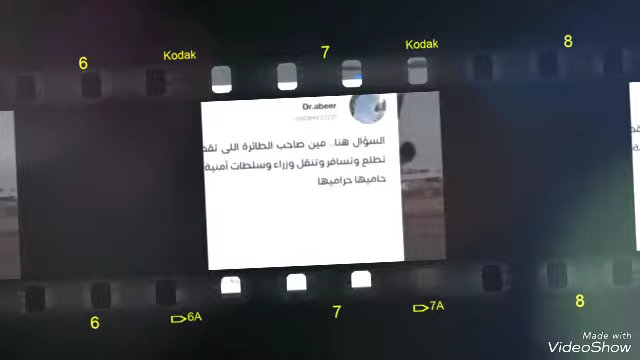 6
Kodak
7
Kodak
8
Dr.abeer
السؤال هنا.. مين صاحب الطائرة اللى تقد
تطلع وتسافر وتنقل وزراء وسلطات أمنية
حاميها حراميها
6
6A
7
7A
8
Made with
VideoShow